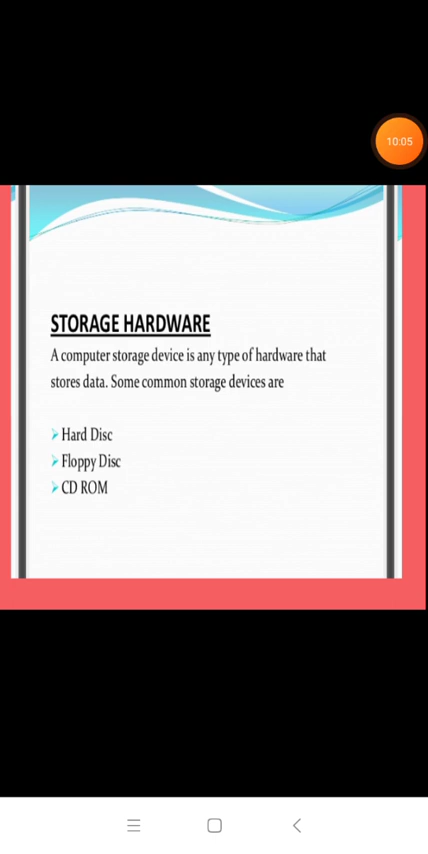 10:05
STORAGE HARDWARE
A computer storage device is any type of hardware that
stores data. Some common storage devices are
➢ Hard Disc
➢ Floppy Disc
➢ CD ROM